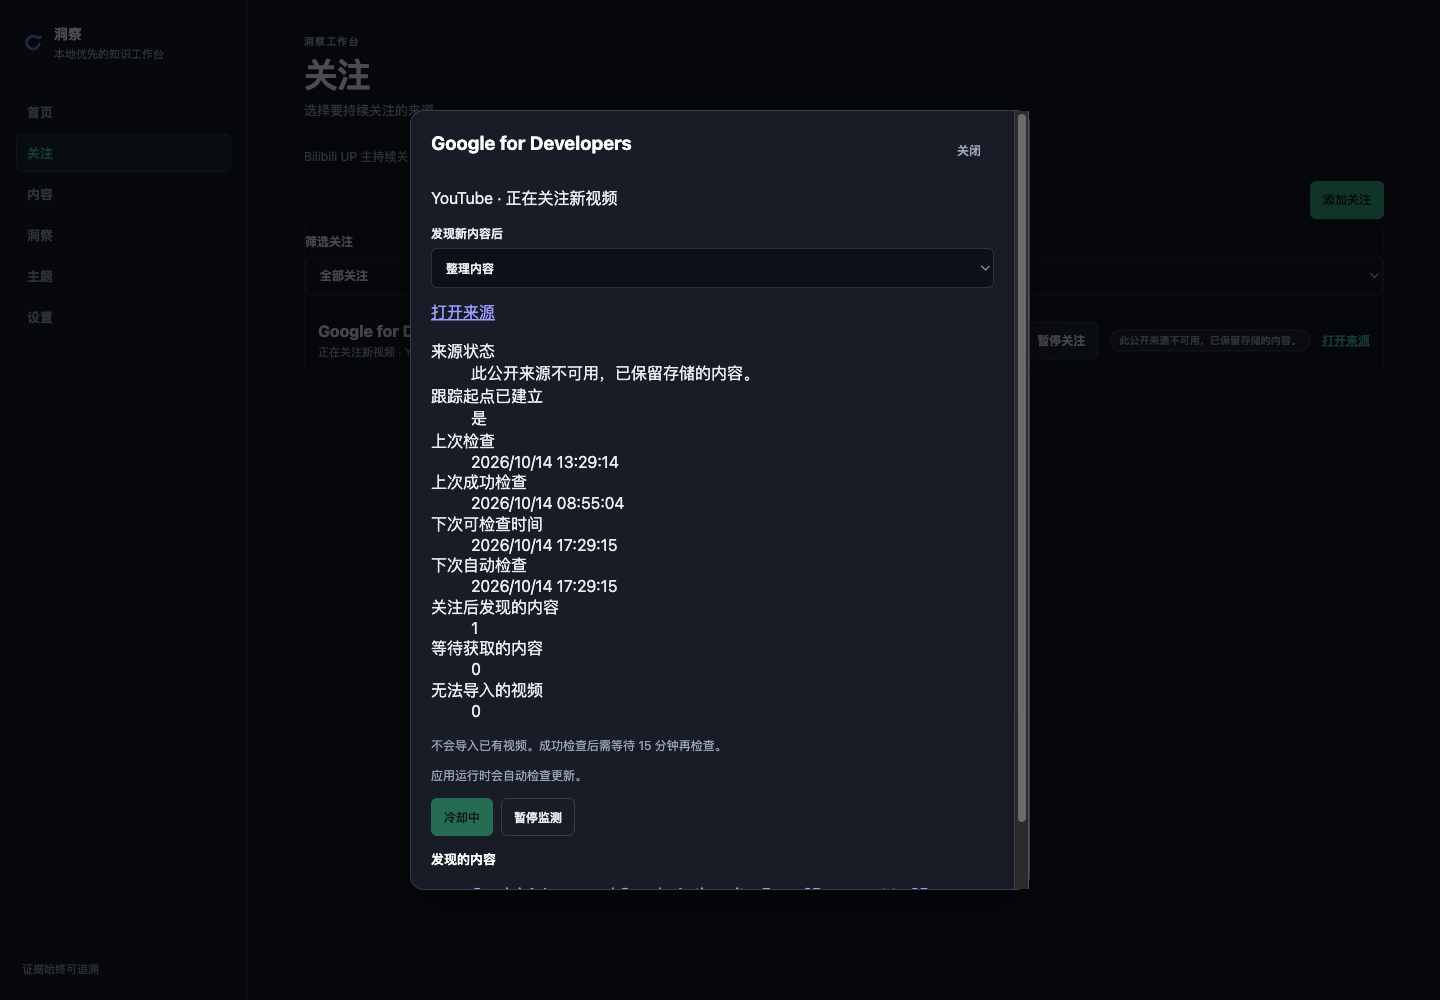 洞察
本地优先的知识工作台
首页
关注
内容
洞察
主题
设置
证据始终可追溯
洞察工作台
关注
选择要持续关注的来源
Bilibili UP 主持续关
添加关注
筛选关注
全部关注
Google for D
正在关注新视频 · Y
暂停关注
此公开来源不可用，已保留存储的内容。
打开来源
Google for Developers
关闭
YouTube · 正在关注新视频
发现新内容后
整理内容
打开来源
来源状态
此公开来源不可用，已保留存储的内容。
跟踪起点已建立
是
上次检查
2026/10/14 13:29:14
上次成功检查
2026/10/14 08:55:04
下次可检查时间
2026/10/14 17:29:15
下次自动检查
2026/10/14 17:29:15
关注后发现的内容
1
等待获取的内容
0
无法导入的视频
0
不会导入已有视频。成功检查后需等待 15 分钟再检查。
应用运行时会自动检查更新。
冷却中
暂停监测
发现的内容